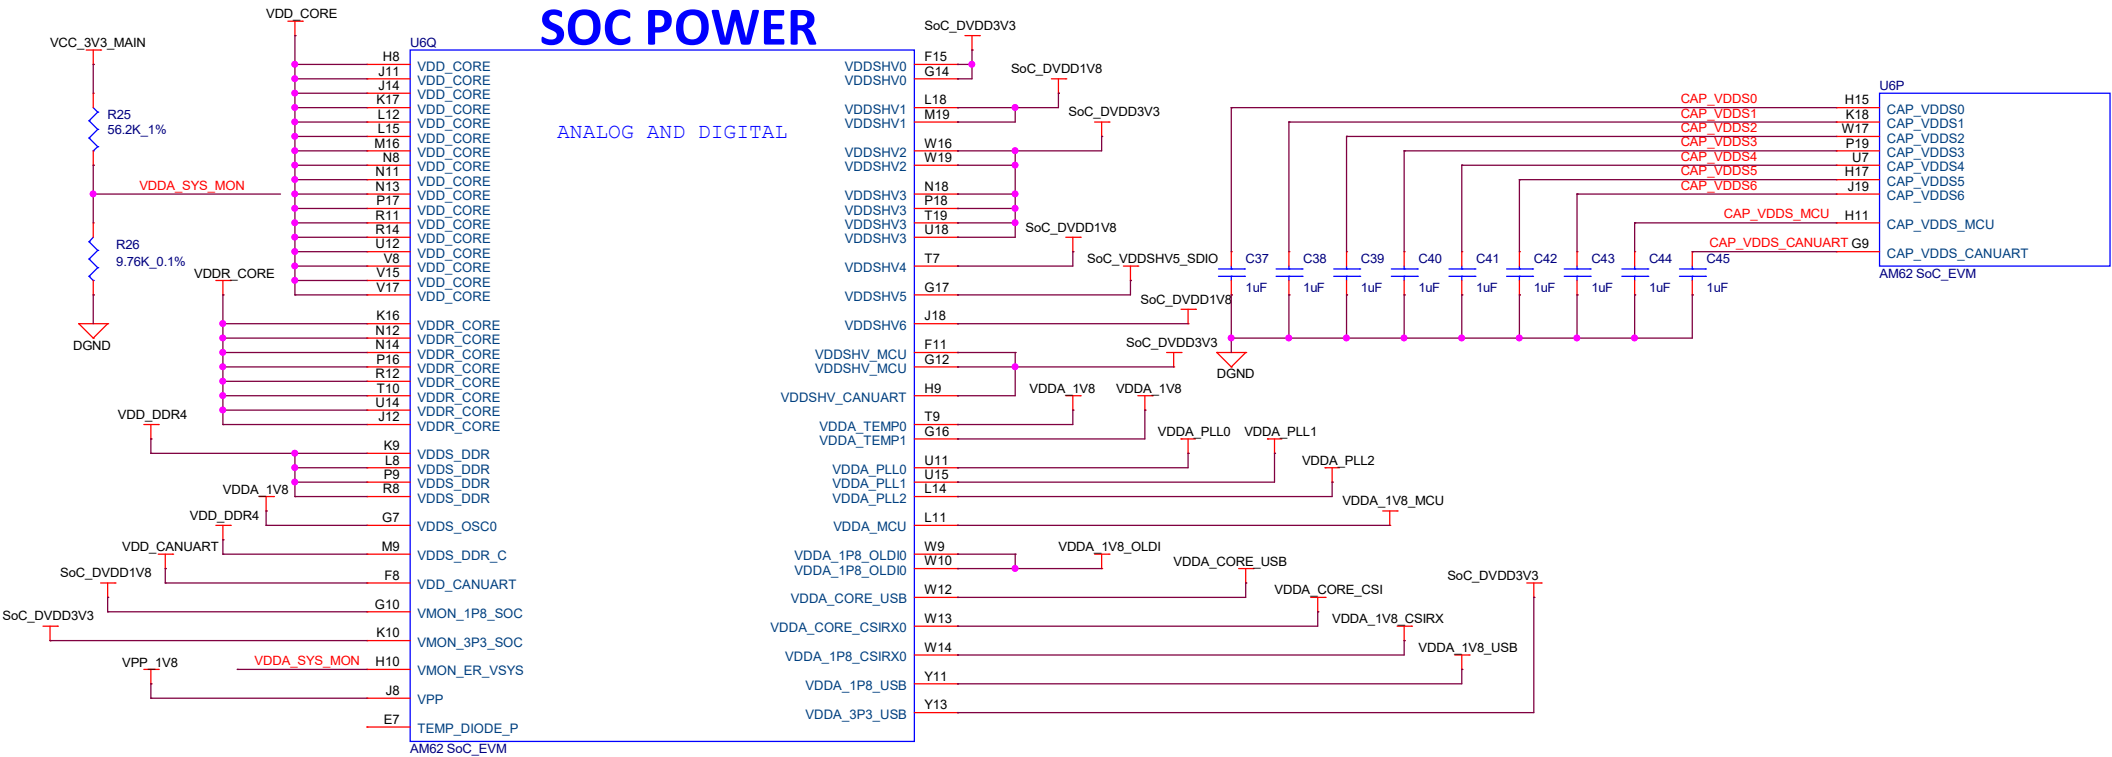 SOC POWER
VDD_CORE
VCC_3V3_MAIN
R25
56.2K_1%
VDDA_SYS_MON
R26
9.76K_0.1%
DGND
VDDR_CORE
VDD_DDR4
VDDA_1V8
VDD_DDR4
VDD_CANUART
SoC_DVDD1V8
SoC_DVDD3V3
VPP_1V8
VDDA_SYS_MON
U6Q
ANALOG AND DIGITAL
H8 VDD_CORE
J11 VDD_CORE
J14 VDD_CORE
K17 VDD_CORE
L12 VDD_CORE
L15 VDD_CORE
M16 VDD_CORE
N8 VDD_CORE
N11 VDD_CORE
N13 VDD_CORE
P17 VDD_CORE
R11 VDD_CORE
R14 VDD_CORE
U12 VDD_CORE
V8 VDD_CORE
V15 VDD_CORE
V17 VDD_CORE
K16 VDDR_CORE
N12 VDDR_CORE
N14 VDDR_CORE
P16 VDDR_CORE
R12 VDDR_CORE
T10 VDDR_CORE
U14 VDDR_CORE
J12 VDDR_CORE
K9 VDDS_DDR
L8 VDDS_DDR
P9 VDDS_DDR
R8 VDDS_DDR
G7 VDDS_OSC0
M9 VDDS_DDR_C
F8 VDD_CANUART
G10 VMON_1P8_SOC
K10 VMON_3P3_SOC
H10 VMON_ER_VSYS
J8 VPP
E7 TEMP_DIODE_P
AM62 SoC_EVM
VDDSHV0 F15
VDDSHV0 G14
VDDSHV1 L18
VDDSHV1 M19
VDDSHV2 W16
VDDSHV2 W19
VDDSHV3 N18
VDDSHV3 P18
VDDSHV3 T19
VDDSHV3 U18
VDDSHV4 T7
VDDSHV5 G17
VDDSHV6 J18
VDDSHV_MCU F11
VDDSHV_MCU G12
VDDSHV_CANUART H9
VDDA_TEMP0 T9
VDDA_TEMP1 G16
VDDA_PLL0 U11
VDDA_PLL1 U15
VDDA_PLL2 L14
VDDA_MCU L11
VDDA_1P8_OLDI0 W9
VDDA_1P8_OLDI0 W10
VDDA_CORE_USB W12
VDDA_CORE_CSIRX0 W13
VDDA_1P8_CSIRX0 W14
VDDA_1P8_USB Y11
VDDA_3P3_USB Y13
SoC_DVDD3V3
SoC_DVDD1V8
SoC_DVDD3V3
SoC_DVDD1V8
SoC_VDDSHV5_SDIO
SoC_DVDD1V8
SoC_DVDD3V3
VDDA_1V8
VDDA_1V8
VDDA_PLL0
VDDA_PLL1
VDDA_PLL2
VDDA_1V8_MCU
VDDA_1V8_OLDI
VDDA_CORE_USB
VDDA_CORE_CSI
VDDA_1V8_CSIRX
VDDA_1V8_USB
SoC_DVDD3V3
U6P
CAP_VDDS0 H15 CAP_VDDS0
CAP_VDDS1 K18 CAP_VDDS1
CAP_VDDS2 W17 CAP_VDDS2
CAP_VDDS3 P19 CAP_VDDS3
CAP_VDDS4 U7 CAP_VDDS4
CAP_VDDS5 H17 CAP_VDDS5
CAP_VDDS6 J19 CAP_VDDS6
CAP_VDDS_MCU H11 CAP_VDDS_MCU
CAP_VDDS_CANUART G9 CAP_VDDS_CANUART
AM62 SoC_EVM
C37 C38 C39 C40 C41 C42 C43 C44 C45
1uF 1uF 1uF 1uF 1uF 1uF 1uF 1uF 1uF
DGND